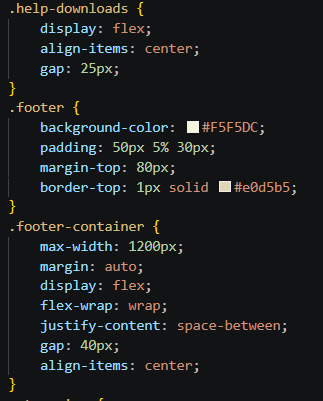 .help-downloads {
display: flex;
align-items: center;
gap: 25px;
}
.footer {
background-color: #F5F5DC;
padding: 50px 5% 30px;
margin-top: 80px;
border-top: 1px solid #e0d5b5;
}
.footer-container {
max-width: 1200px;
margin: auto;
display: flex;
flex-wrap: wrap;
justify-content: space-between;
gap: 40px;
align-items: center;
}